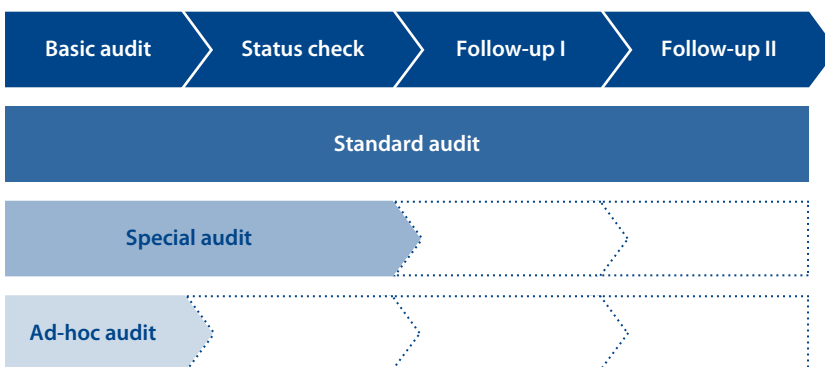 Basic audit Status check Follow-up I Follow-up II
Standard audit
Special audit
Ad-hoc audit